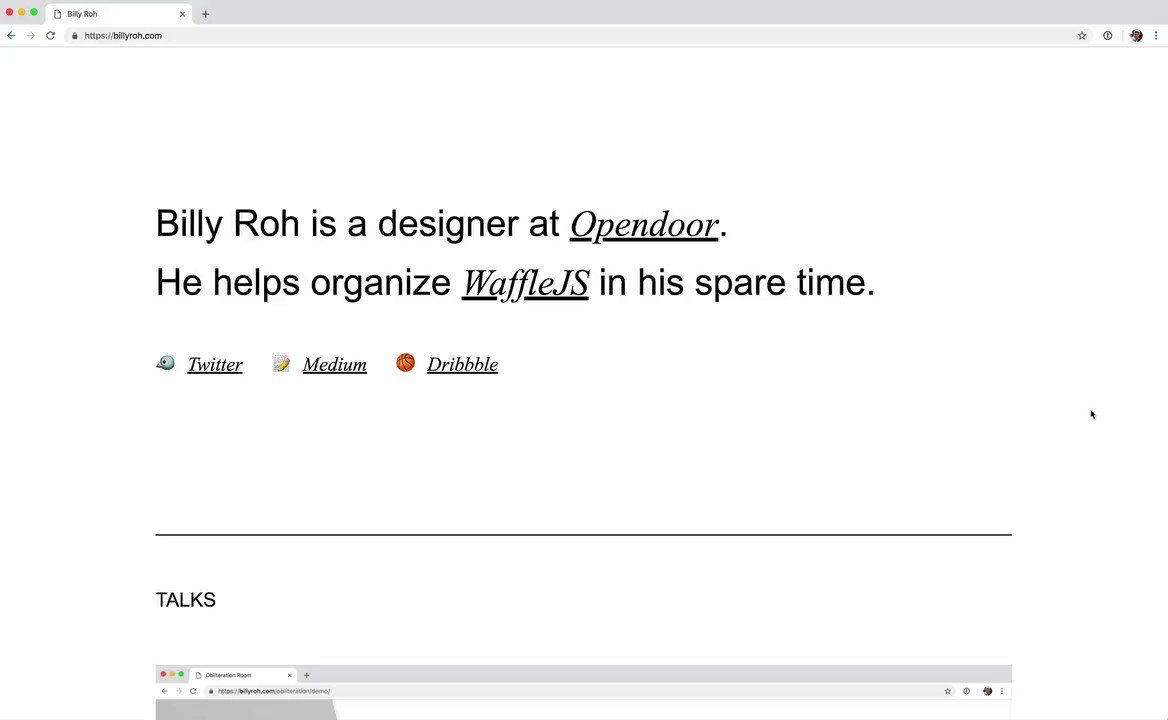 Billy Roh
https://billyroh.com
Billy Roh is a designer at Opendoor.
He helps organize WaffleJS in his spare time.
Twitter Medium Dribbble
TALKS
Obliteration Room
https://billyroh.com/obliteration/demo/